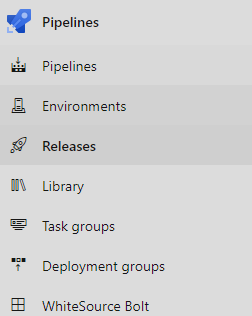 Pipelines
Pipelines
Environments
Releases
Library
Task groups
Deployment groups
WhiteSource Bolt